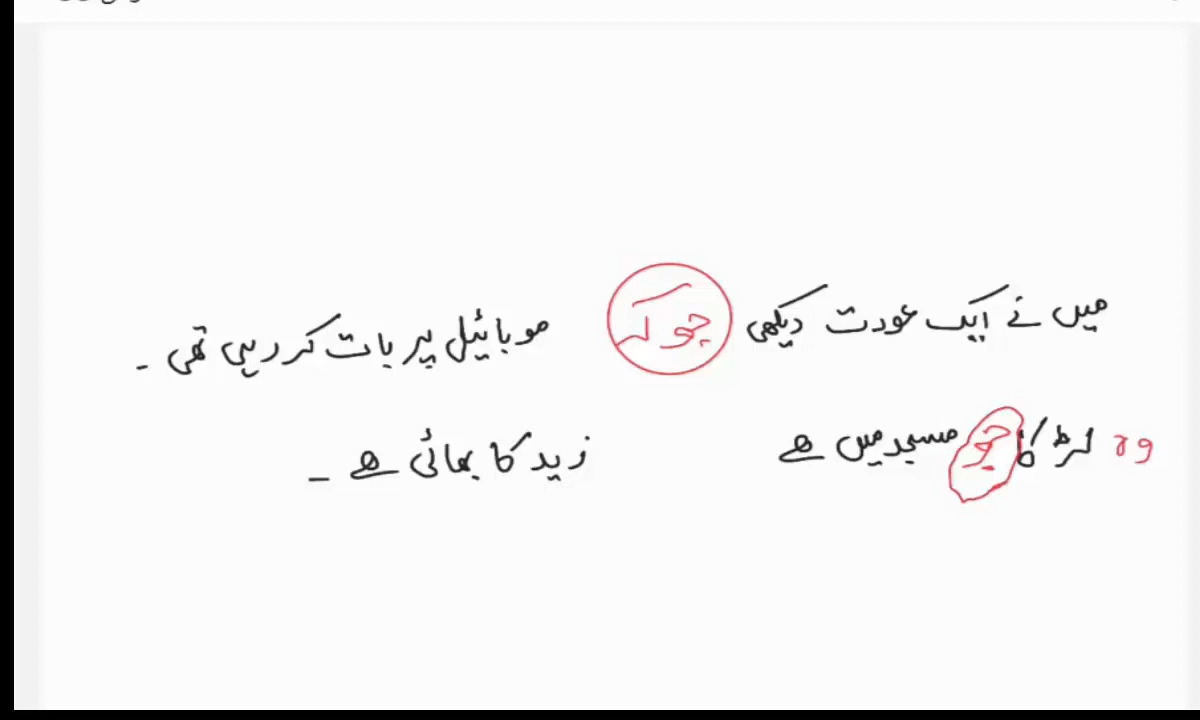 میں نے ایک عورت دیکھی جو کہ موبائیل پر بات کر رہی تھی ۔
وہ لڑکا جو مسجد میں ہے زید کا بھائی ہے ۔